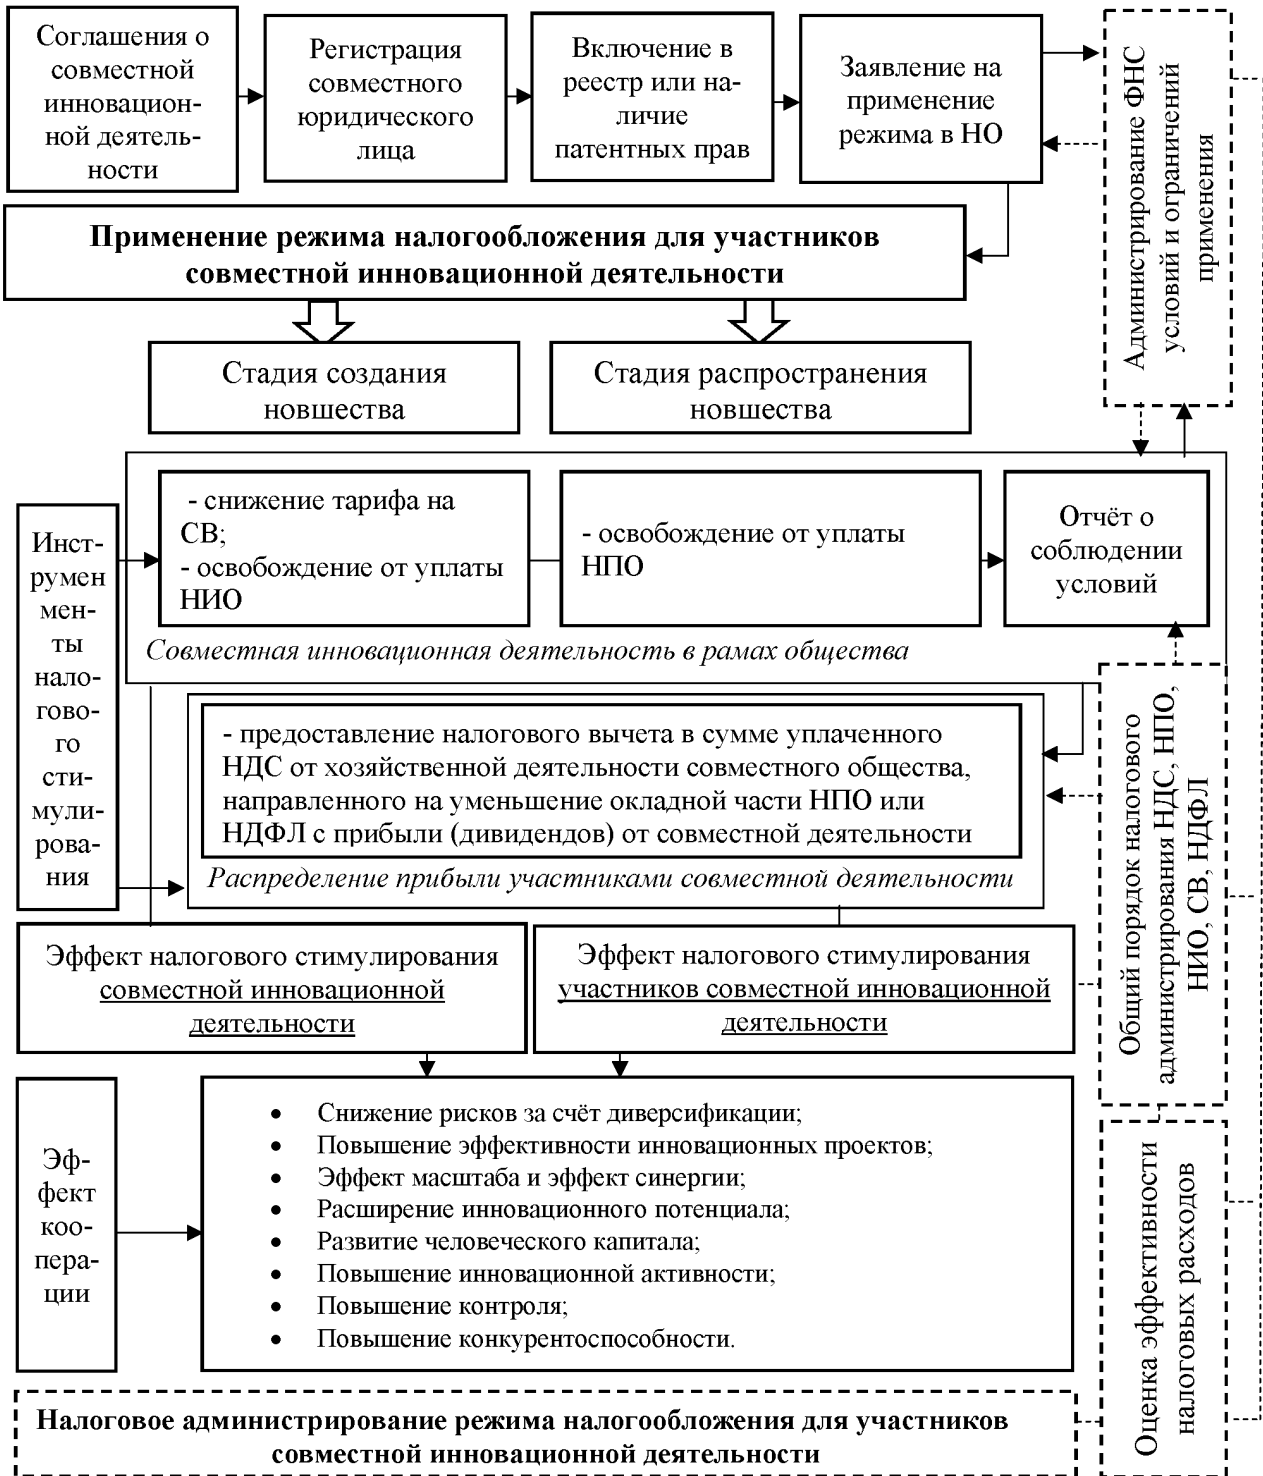 Соглашения о
совместной
инновацион-
ной деятель-
ности
Регистрация
совместного
юридического
лица
Включение в
реестр или на-
личие
патентных прав
Заявление на
применение
режима в НО
Администрирование ФНС
условий и ограничений
применения
Применение режима налогообложения для участников
совместной инновационной деятельности
Стадия создания
новшества
Стадия распространения
новшества
Инст-
румен
мен-
ты
нало-
гово-
го
сти-
мули-
рова-
ния
- снижение тарифа на
СВ;
- освобождение от уплаты
НИО
- освобождение от уплаты
НПО
Отчёт о
соблюдении
условий
Совместная инновационная деятельность в рамах общества
- предоставление налогового вычета в сумме уплаченного
НДС от хозяйственной деятельности совместного общества,
направленного на уменьшение окладной части НПО или
НДФЛ с прибыли (дивидендов) от совместной деятельности
Распределение прибыли участниками совместной деятельности
Общий порядок налогового
администрирования НДС, НПО,
НИО, СВ, НДФЛ
Эффект налогового стимулирования
совместной инновационной
деятельности
Эффект налогового стимулирования
участников совместной инновационной
деятельности
Эф-
фект
коо-
пера-
ции
• Снижение рисков за счёт диверсификации;
• Повышение эффективности инновационных проектов;
• Эффект масштаба и эффект синергии;
• Расширение инновационного потенциала;
• Развитие человеческого капитала;
• Повышение инновационной активности;
• Повышение контроля;
• Повышение конкурентоспособности.
Оценка эффективности
налоговых расходов
Налоговое администрирование режима налогообложения для участников
совместной инновационной деятельности